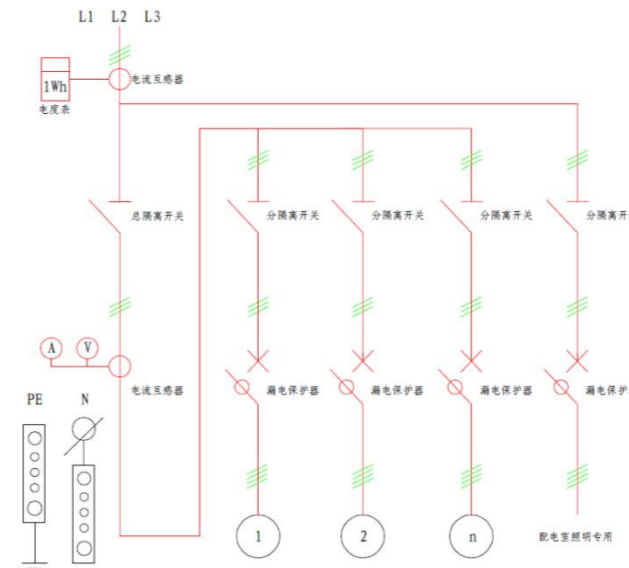 L1 L2 L3
1Wh
电流互感器
电度表
总隔离开关
分隔离开关
分隔离开关
分隔离开关
分隔离开
A
V
电流互感器
漏电保护器
漏电保护器
漏电保护器
漏电保护
PE
N
1
2
n
配电室照明专用